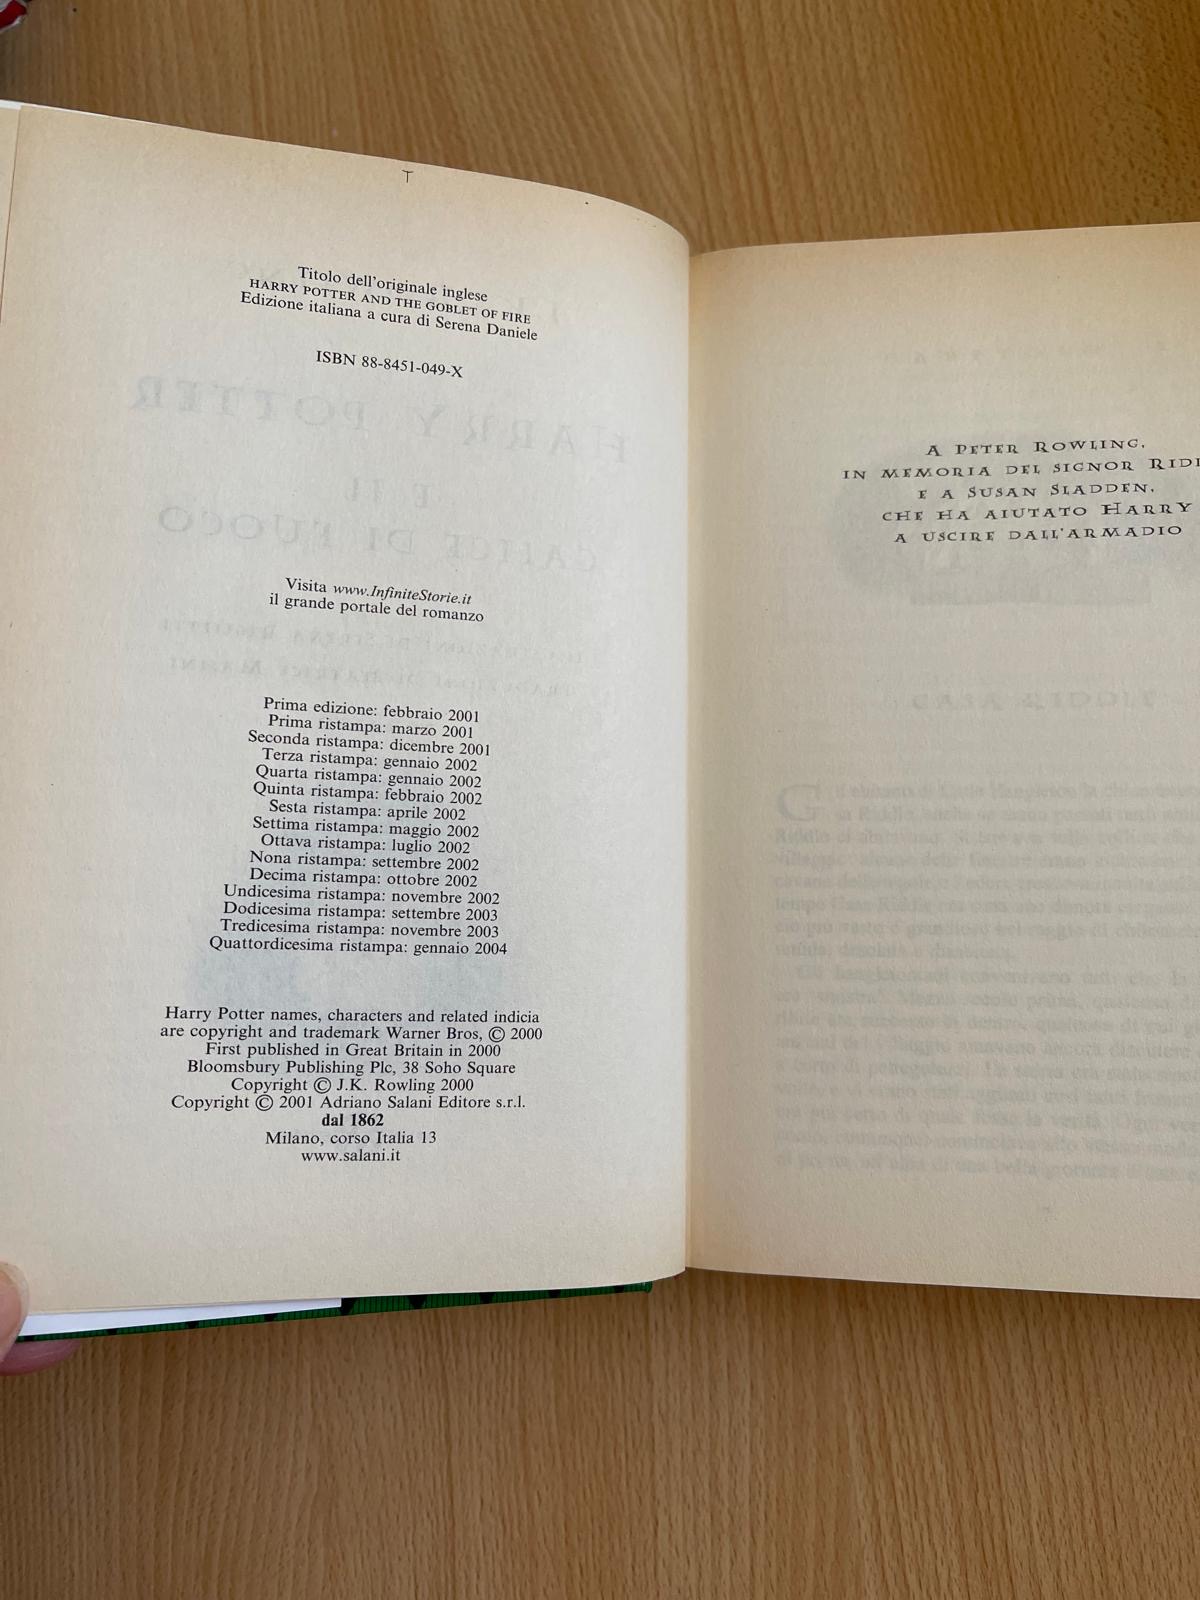 T
Titolo dell'originale inglese
HARRY POTTER AND THE GOBLET OF FIRE
Edizione italiana a cura di Serena Daniele
ISBN 88-8451-049-X
Visita www.InfiniteStorie.it
il grande portale del romanzo
Prima edizione: febbraio 2001
Prima ristampa: marzo 2001
Seconda ristampa: dicembre 2001
Terza ristampa: gennaio 2002
Quarta ristampa: gennaio 2002
Quinta ristampa: febbraio 2002
Sesta ristampa: aprile 2002
Settima ristampa: maggio 2002
Ottava ristampa: luglio 2002
Nona ristampa: settembre 2002
Decima ristampa: ottobre 2002
Undicesima ristampa: novembre 2002
Dodicesima ristampa: settembre 2003
Tredicesima ristampa: novembre 2003
Quattordicesima ristampa: gennaio 2004
Harry Potter names, characters and related indicia
are copyright and trademark Warner Bros, © 2000
First published in Great Britain in 2000
Bloomsbury Publishing Plc, 38 Soho Square
Copyright © J.K. Rowling 2000
Copyright © 2001 Adriano Salani Editore s.r.l.
dal 1862
Milano, corso Italia 13
www.salani.it
A PETER ROWLING,
IN MEMORIA DEL SIGNOR RIDL
E A SUSAN SLADDEN,
CHE HA AIUTATO HARRY
A USCIRE DALL'ARMADIO